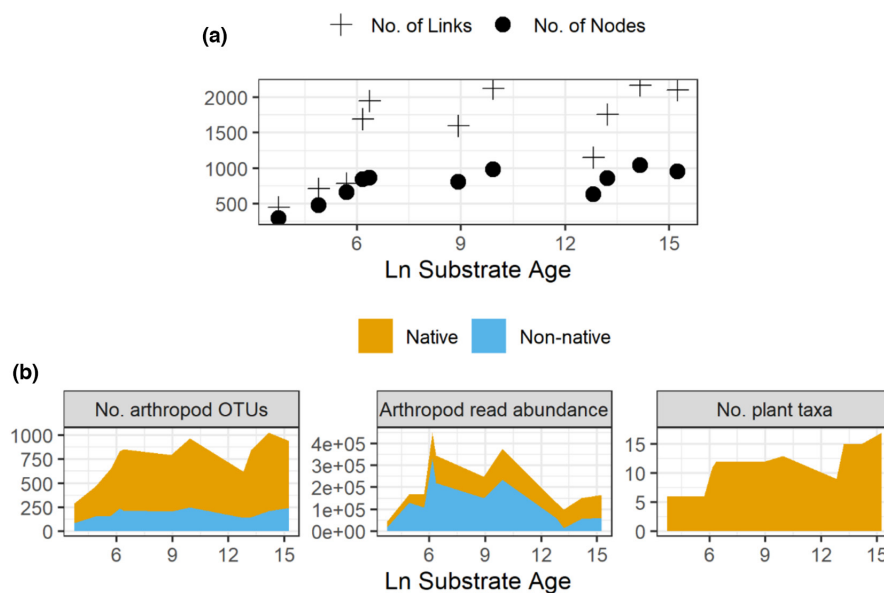 (a)
No. of Links
No. of Nodes
2000
1500
1000
500
6 9 12 15
Ln Substrate Age
Native
Non-native
(b)
No. arthropod OTUs
Arthropod read abundance
No. plant taxa
1000
750
500
250
0
4e+05
3e+05
2e+05
1e+05
0e+00
15
10
5
0
6 9 12 15
6 9 12 15
6 9 12 15
Ln Substrate Age